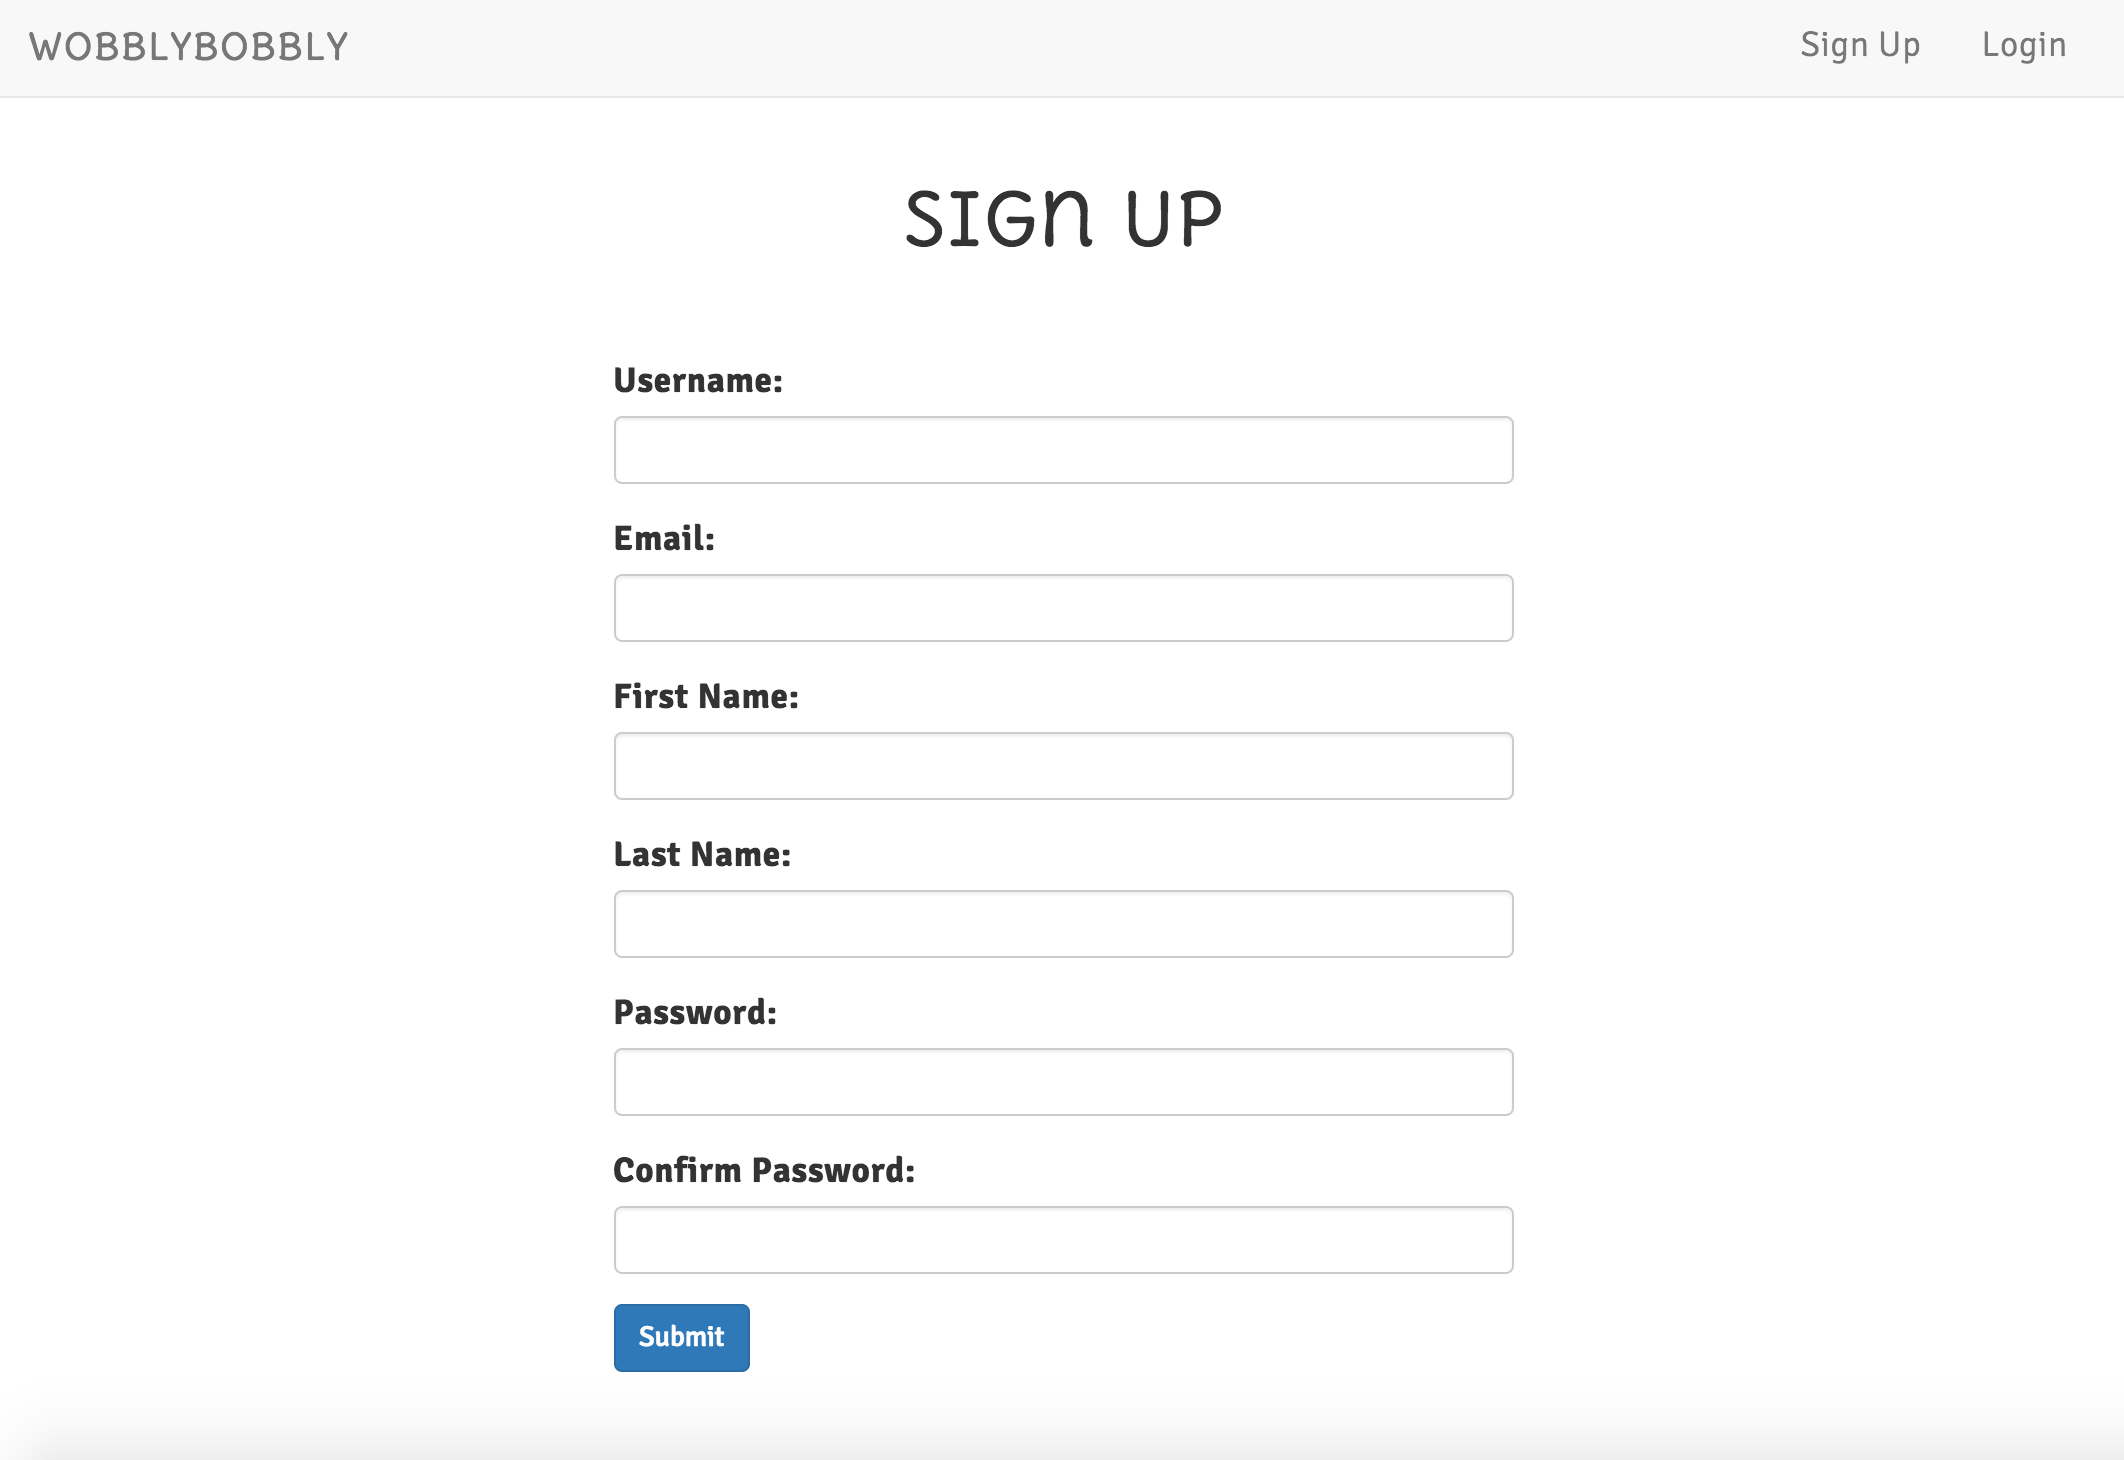 WOBBLYBOBBLY
Sign Up
Login
SIGN UP
Username:
Email:
First Name:
Last Name:
Password:
Confirm Password:
Submit